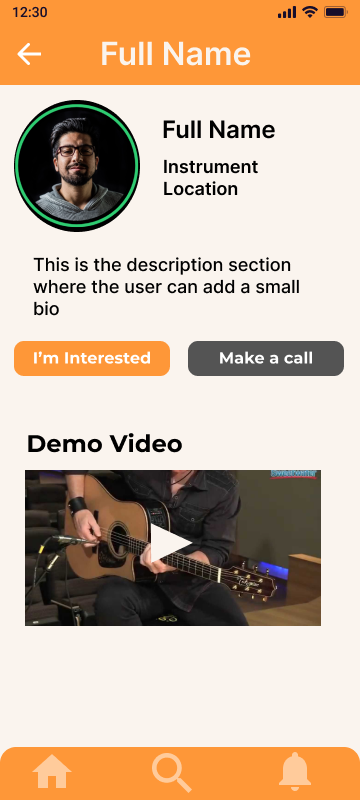 12:30
Full Name
Full Name
Instrument
Location
This is the description section
where the user can add a small
bio
I'm Interested
Make a call
Demo Video